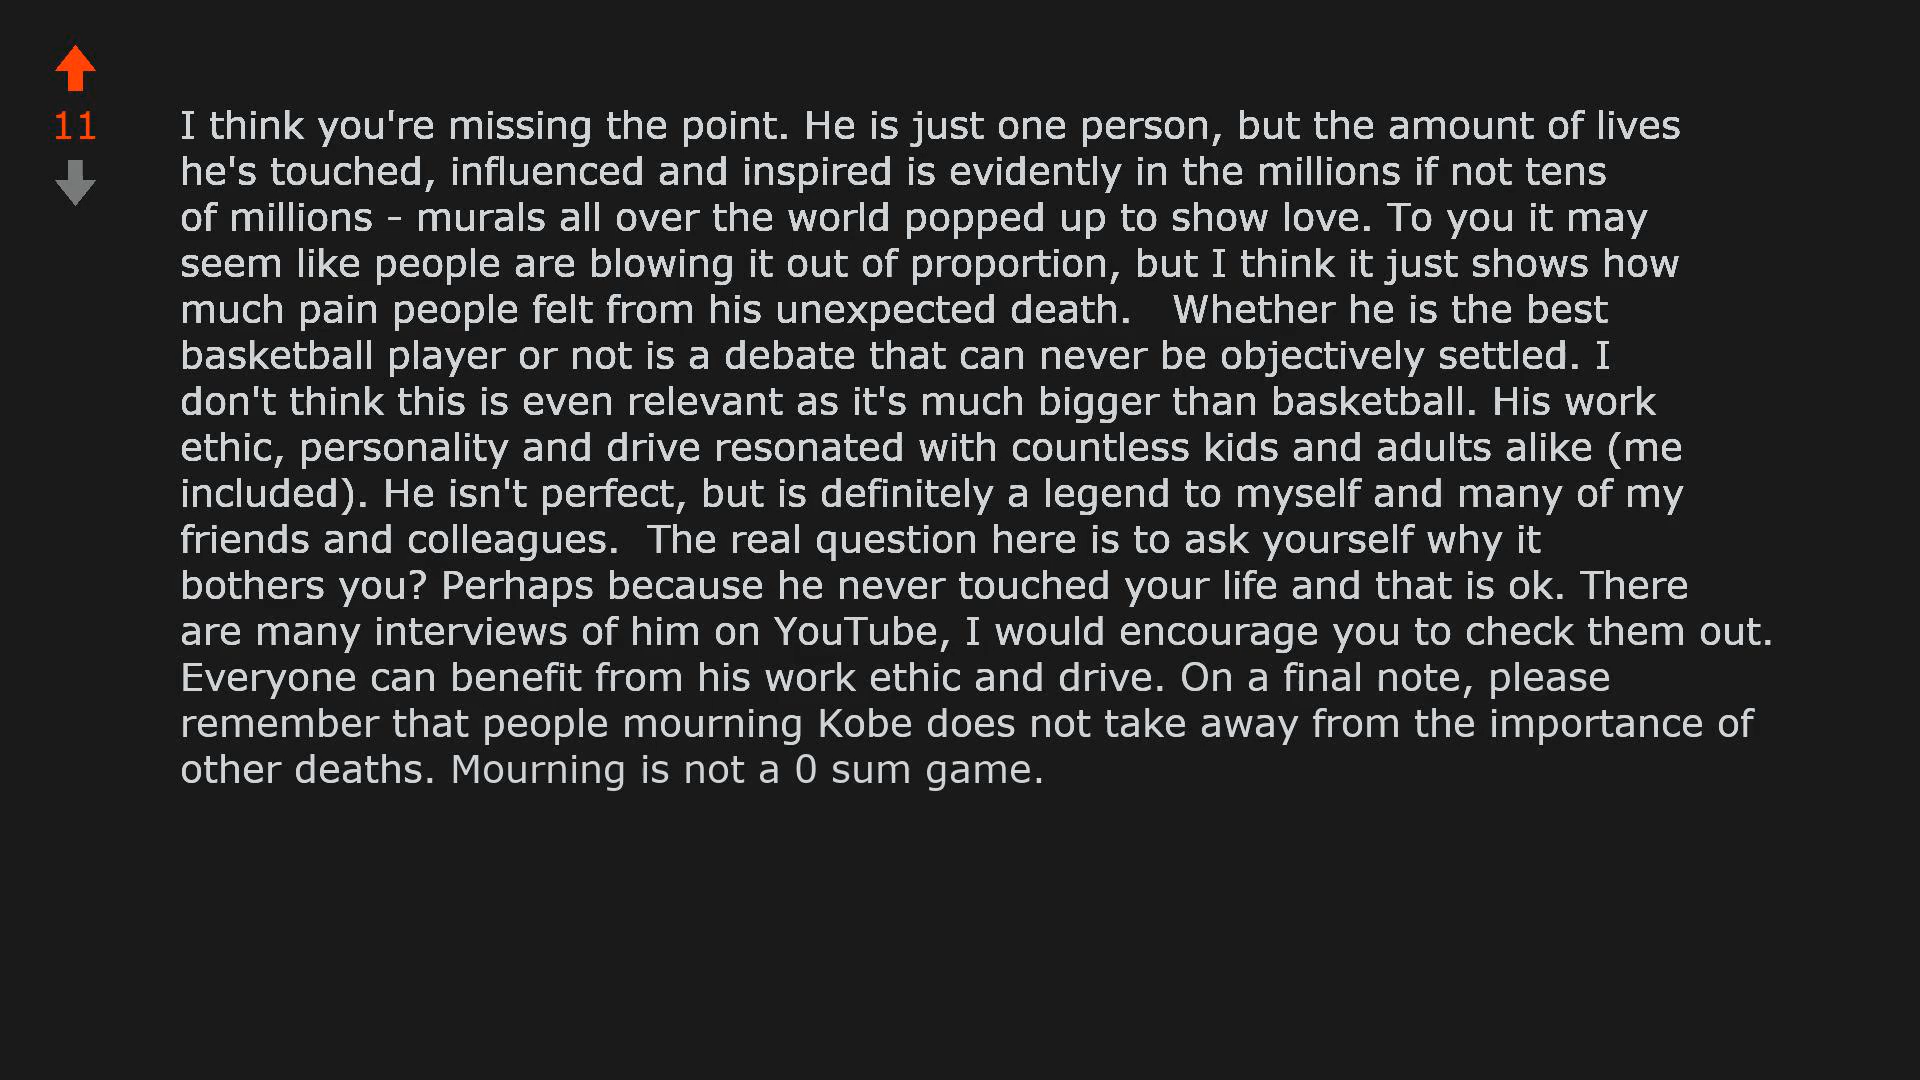 11
I think you're missing the point. He is just one person, but the amount of lives
he's touched, influenced and inspired is evidently in the millions if not tens
of millions - murals all over the world popped up to show love. To you it may
seem like people are blowing it out of proportion, but I think it just shows how
much pain people felt from his unexpected death.   Whether he is the best
basketball player or not is a debate that can never be objectively settled. I
don't think this is even relevant as it's much bigger than basketball. His work
ethic, personality and drive resonated with countless kids and adults alike (me
included). He isn't perfect, but is definitely a legend to myself and many of my
friends and colleagues.  The real question here is to ask yourself why it
bothers you? Perhaps because he never touched your life and that is ok. There
are many interviews of him on YouTube, I would encourage you to check them out.
Everyone can benefit from his work ethic and drive. On a final note, please
remember that people mourning Kobe does not take away from the importance of
other deaths. Mourning is not a 0 sum game.